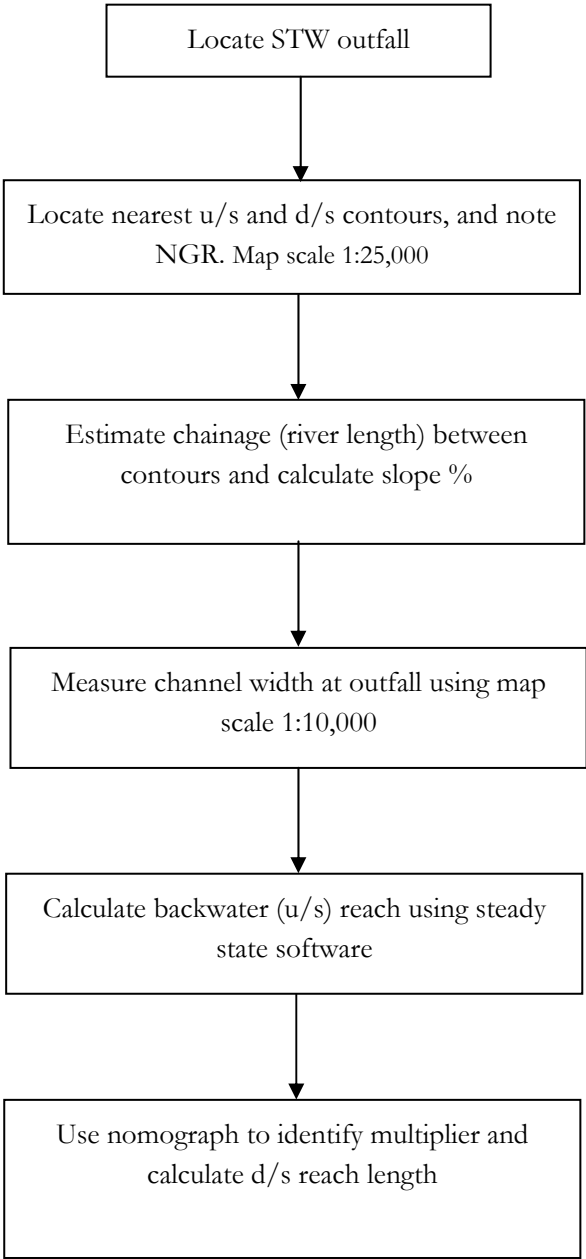 Locate STW outfall
Locate nearest u/s and d/s contours, and note
NGR. Map scale 1:25,000
Estimate chainage (river length) between
contours and calculate slope %
Measure channel width at outfall using map
scale 1:10,000
Calculate backwater (u/s) reach using steady
state software
Use nomograph to identify multiplier and
calculate d/s reach length